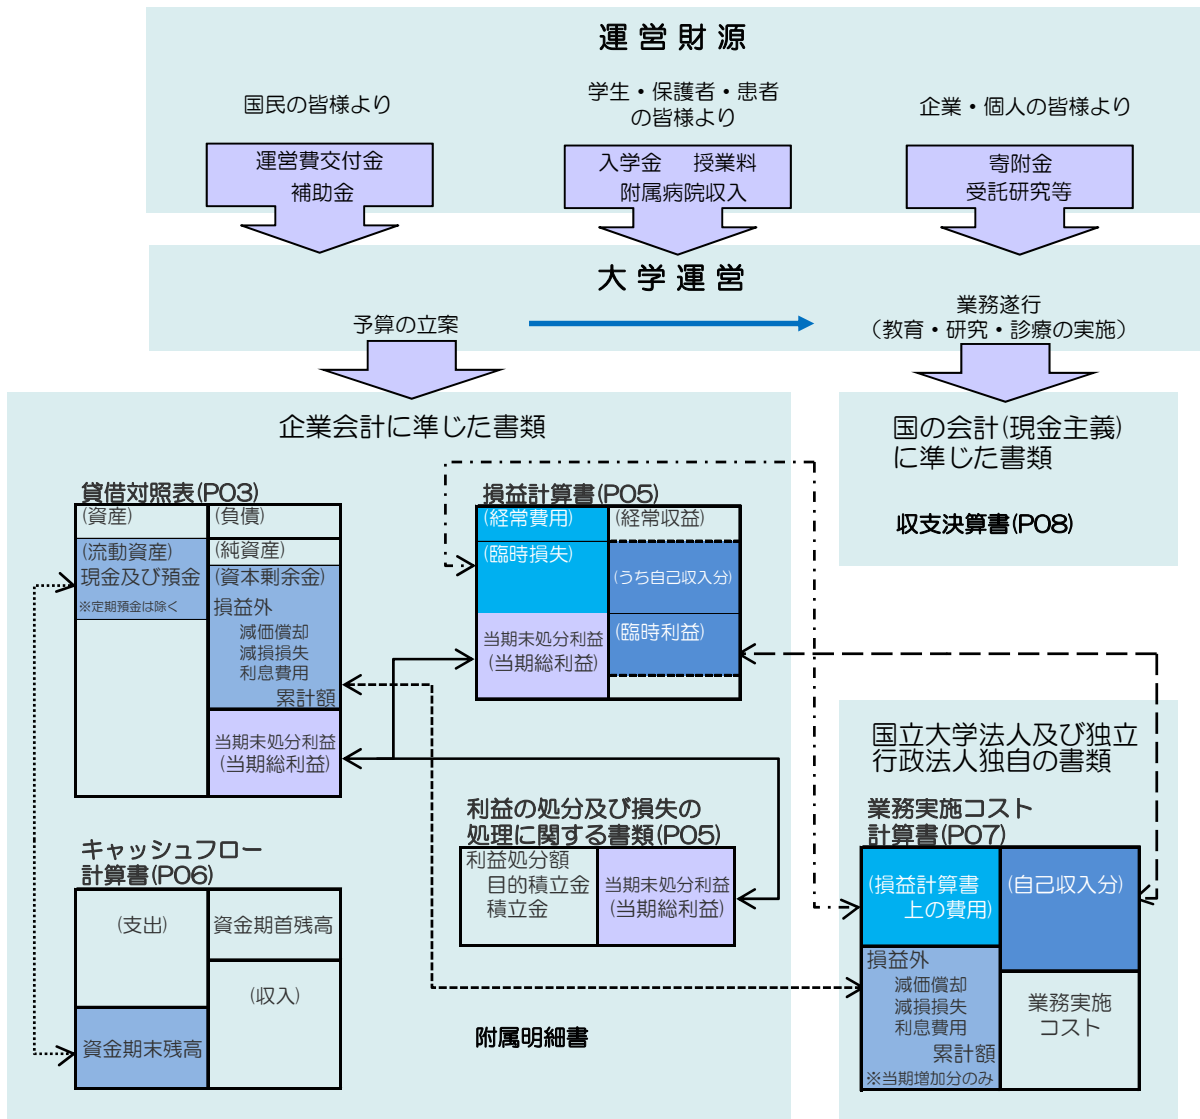 運営財源
国民の皆様より
学生・保護者・患者
の皆様より
企業・個人の皆様より
運営費交付金
補助金
入学金　授業料
附属病院収入
寄附金
受託研究等
大学運営
予算の立案
業務遂行
（教育・研究・診療の実施）
企業会計に準じた書類
貸借対照表(P03)
(資産)
(負債)
(流動資産)
現金及び預金
※定期預金は除く
(純資産)
(資本剰余金)
損益外
減価償却
減損損失
利息費用
累計額
当期未処分利益
(当期総利益)
損益計算書(P05)
(経常費用)
(経常収益)
(臨時損失)
(うち自己収入分)
(臨時利益)
当期未処分利益
(当期総利益)
利益の処分及び損失の
処理に関する書類(P05)
利益処分額
目的積立金
積立金
当期未処分利益
(当期総利益)
キャッシュフロー
計算書(P06)
(支出)
資金期首残高
(収入)
資金期末残高
附属明細書
国の会計(現金主義)
に準じた書類
収支決算書(P08)
国立大学法人及び独立
行政法人独自の書類
業務実施コスト
計算書(P07)
(損益計算書
上の費用)
(自己収入分)
損益外
減価償却
減損損失
利息費用
累計額
※当期増加分のみ
業務実施
コスト